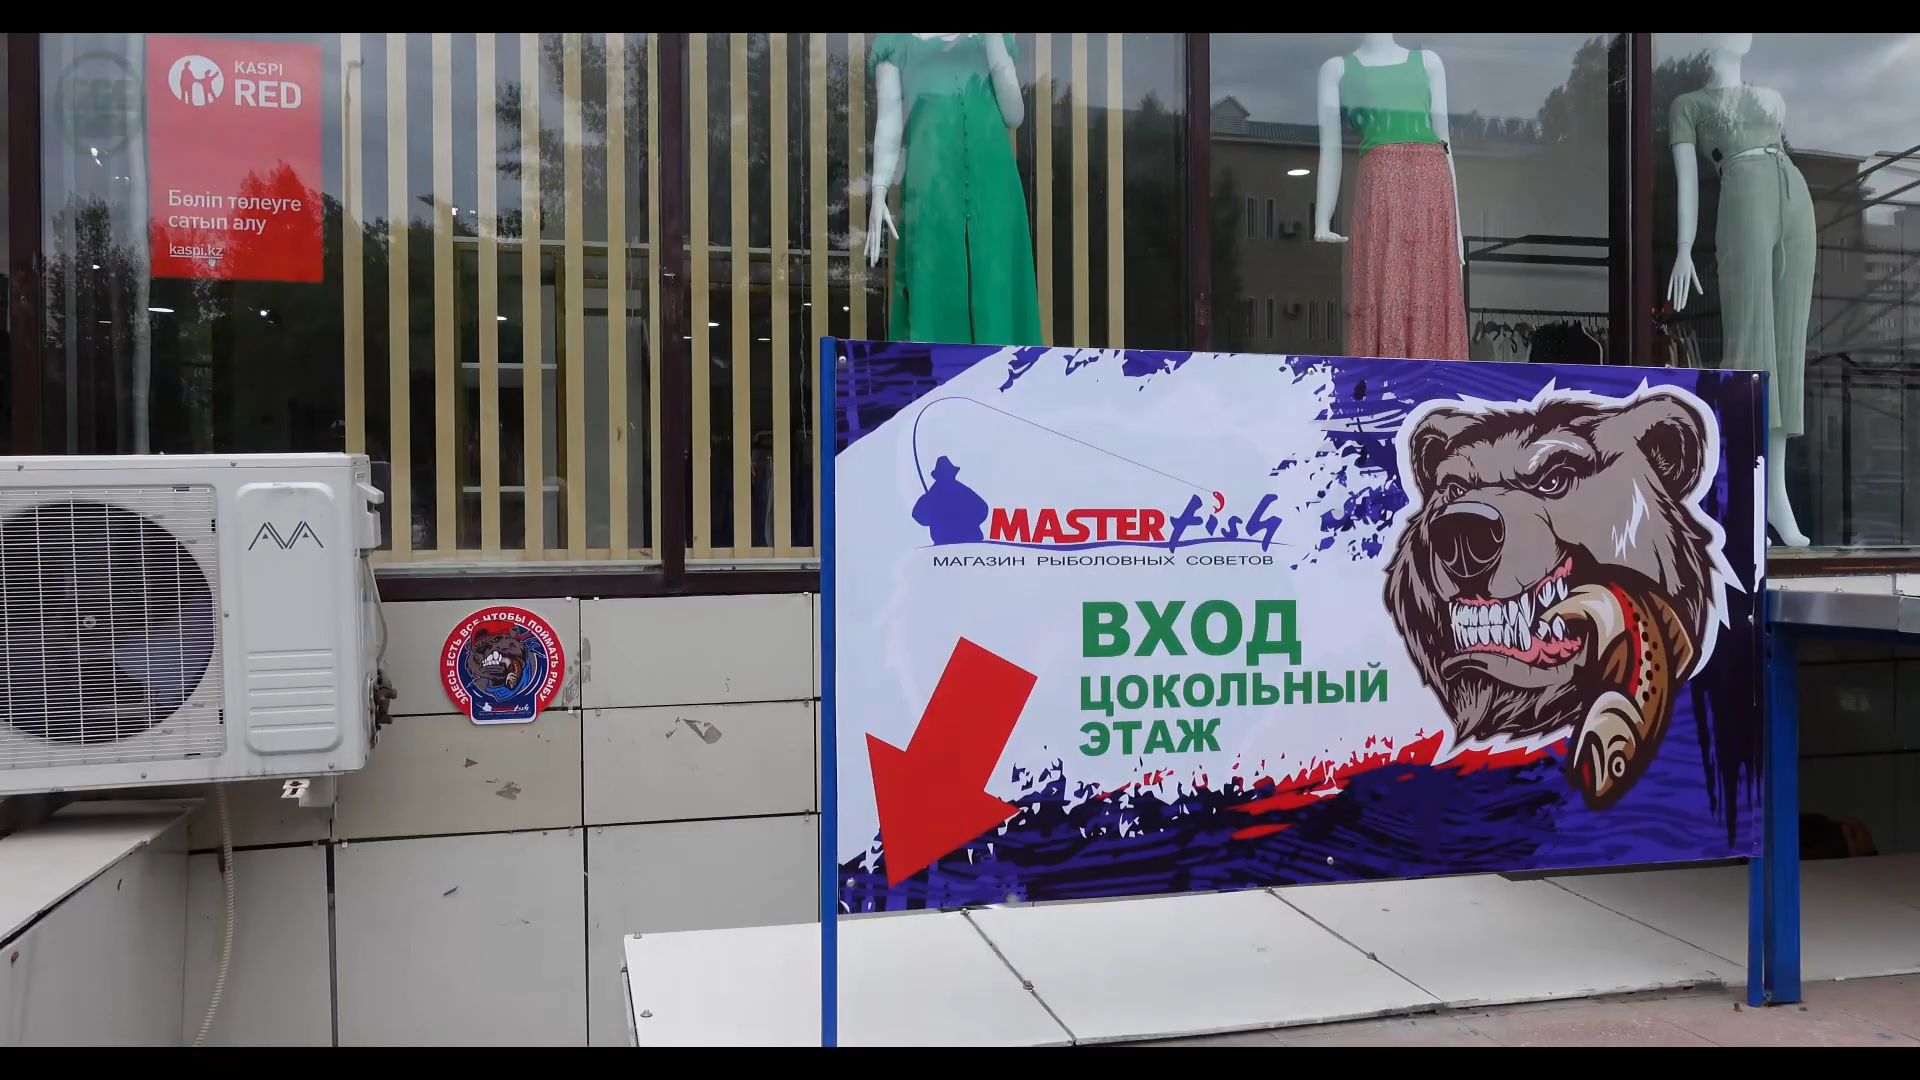 KASPI
RED
Бөліп төлеуге
сатып алу
kaspi.kz
AVA
ЗДЕСЬ ЕСТЬ ВСЕ ЧТОБЫ ПОЙМАТЬ РЫБУ
MASTER fish
МАГАЗИН РЫБОЛОВНЫХ СОВЕТОВ
ВХОД
ЦОКОЛЬНЫЙ
ЭТАЖ